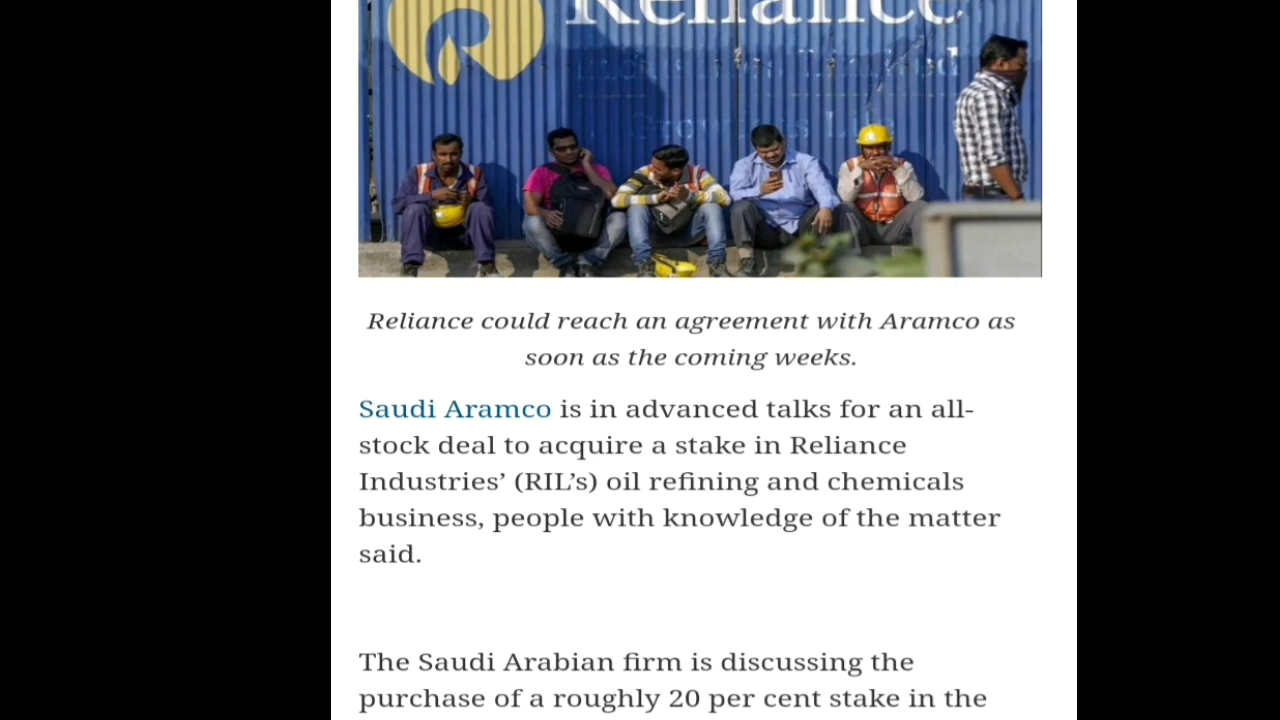 Reliance
Reliance could reach an agreement with Aramco as
soon as the coming weeks.
Saudi Aramco is in advanced talks for an all-
stock deal to acquire a stake in Reliance
Industries’ (RIL’s) oil refining and chemicals
business, people with knowledge of the matter
said.
The Saudi Arabian firm is discussing the
purchase of a roughly 20 per cent stake in the